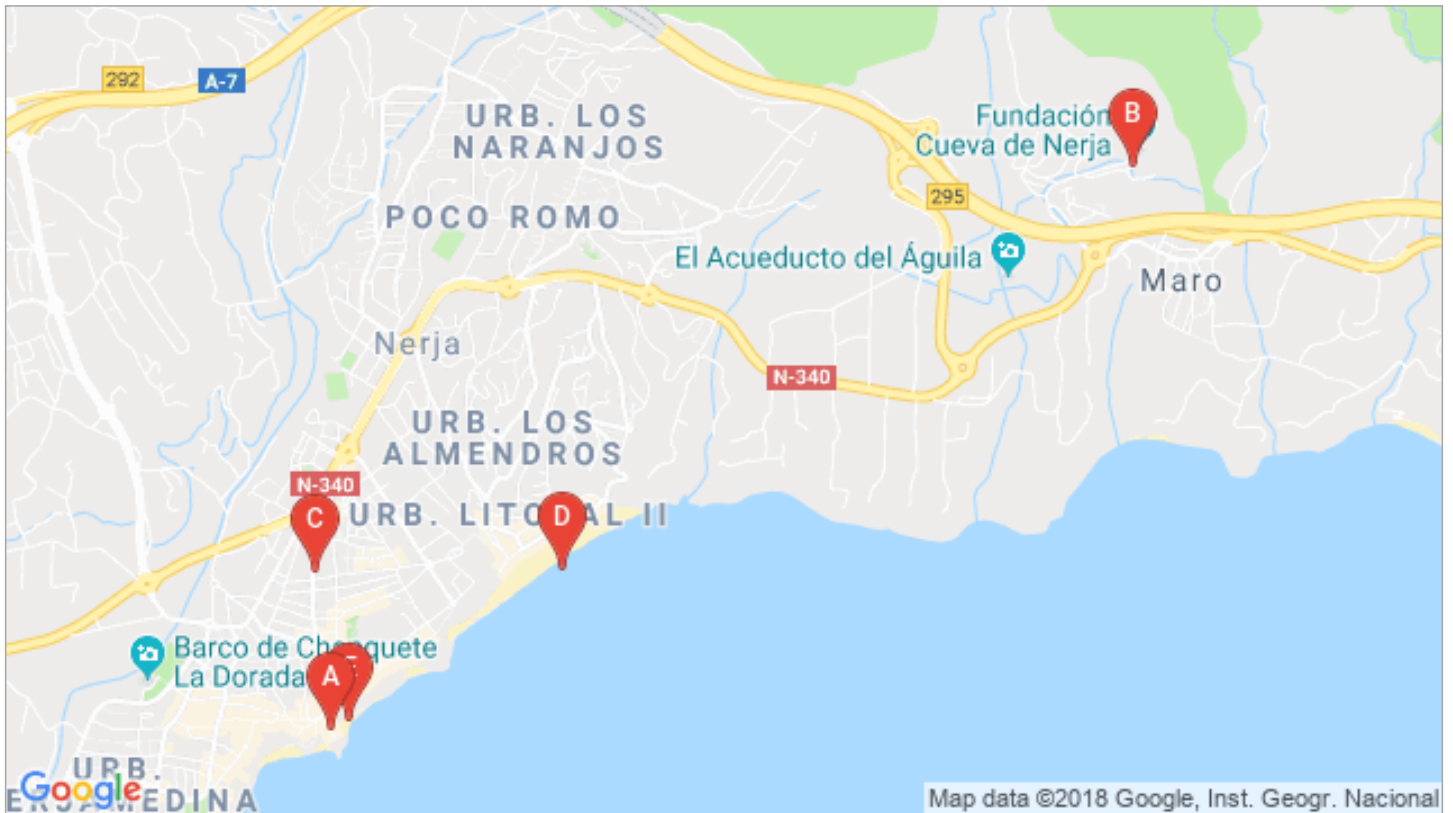 292
A-7
URB. LOS
NARANJOS
Fundación
Cueva de Nerja
B
POCO ROMO
295
El Acueducto del Águila
Maro
Nerja
N-340
URB. LOS
ALMENDROS
N-340
C
URB.
II
D
Barco de
La Dorada
A
URB.
Google
Map data ©2018 Google, Inst. Geogr. Nacional